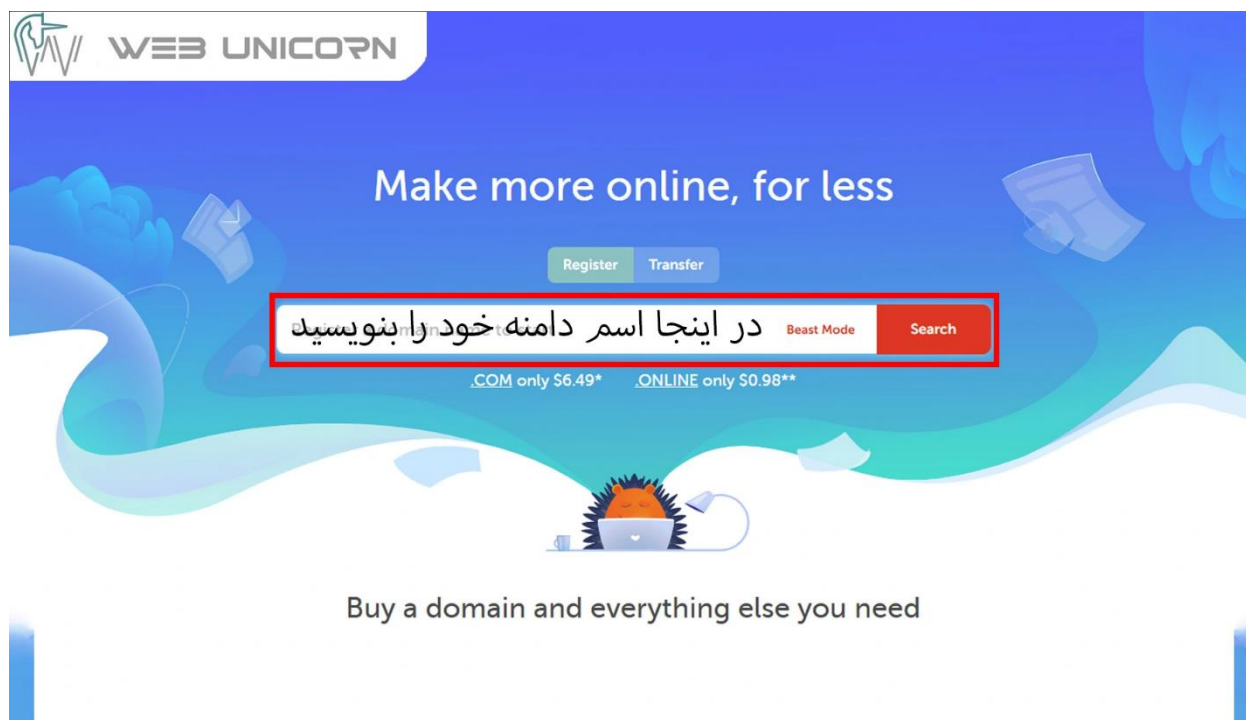 WEB UNICORN
Make more online, for less
Register Transfer
در اینجا اسم دامنه خود را بنویسید
Beast Mode Search
.COM only $6.49* .ONLINE only $0.98**
Buy a domain and everything else you need